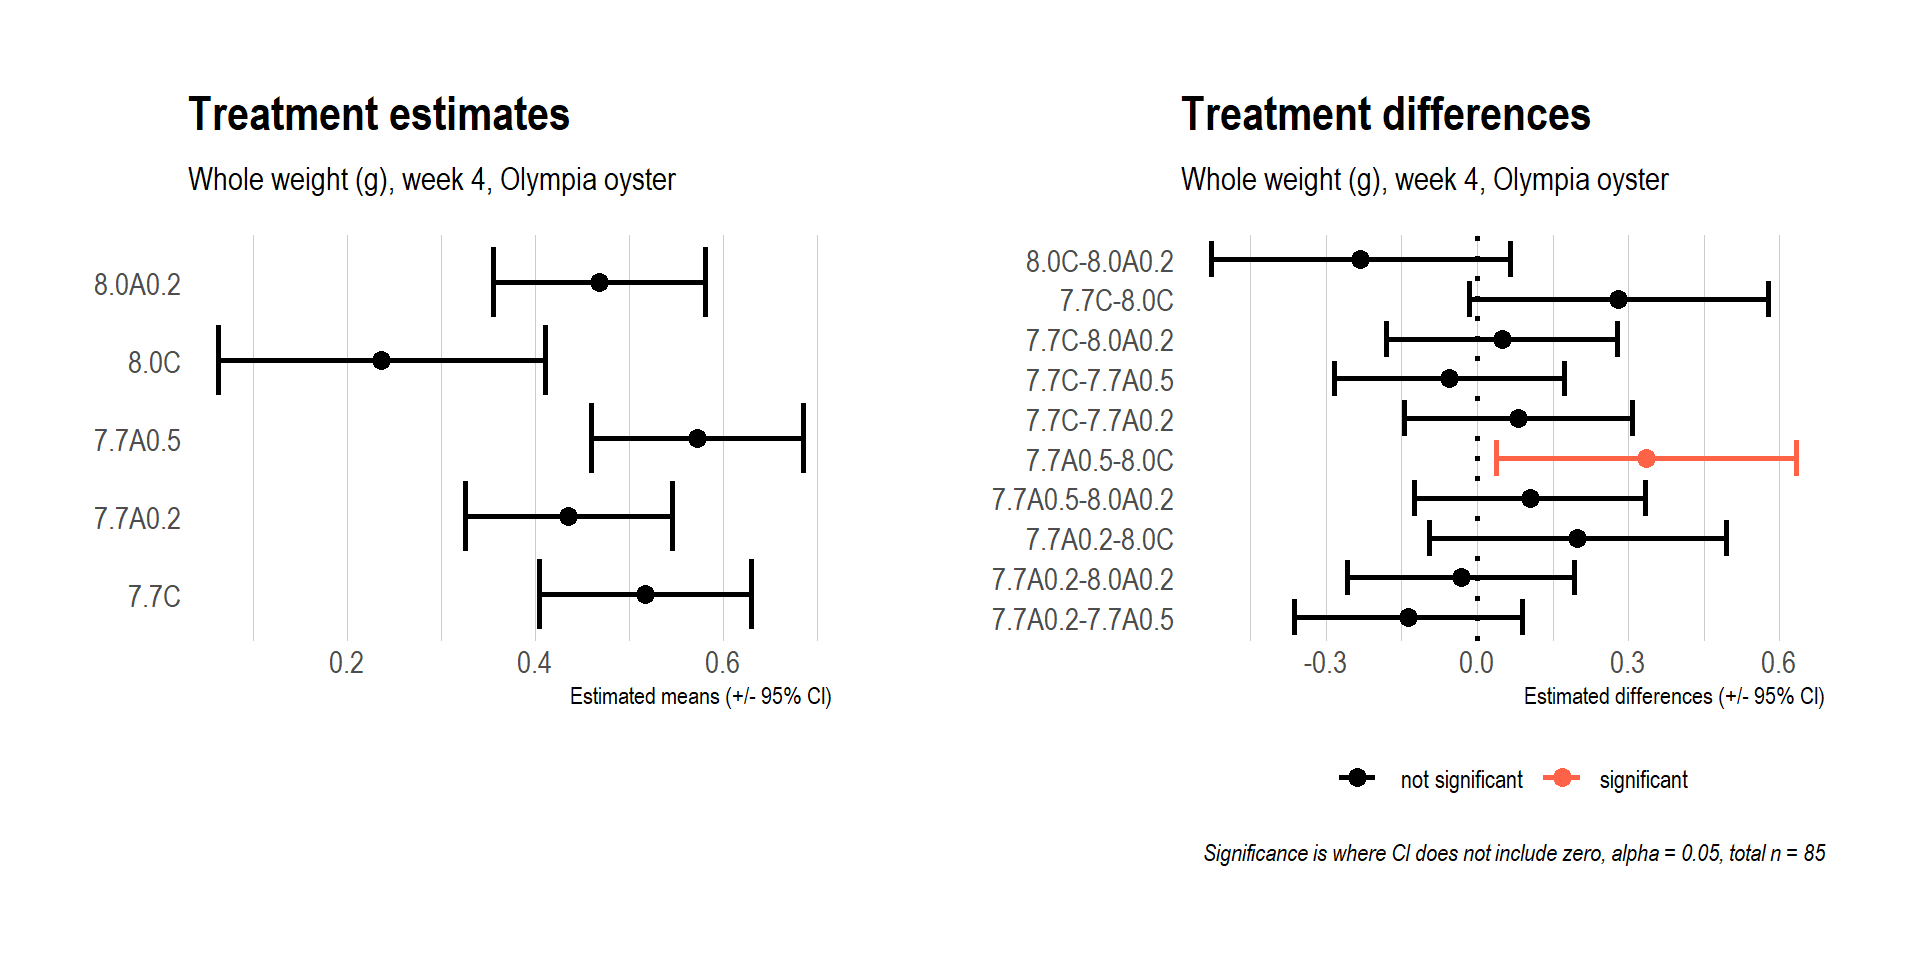 Treatment estimates
Whole weight (g), week 4, Olympia oyster
8.0A0.2
8.0C
7.7A0.5
7.7A0.2
7.7C
0.2 0.4 0.6
Estimated means (+/- 95% CI)
Treatment differences
Whole weight (g), week 4, Olympia oyster
8.0C-8.0A0.2
7.7C-8.0C
7.7C-8.0A0.2
7.7C-7.7A0.5
7.7C-7.7A0.2
7.7A0.5-8.0C
7.7A0.5-8.0A0.2
7.7A0.2-8.0C
7.7A0.2-8.0A0.2
7.7A0.2-7.7A0.5
-0.3 0.0 0.3 0.6
Estimated differences (+/- 95% CI)
not significant significant
Significance is where CI does not include zero, alpha = 0.05, total n = 85